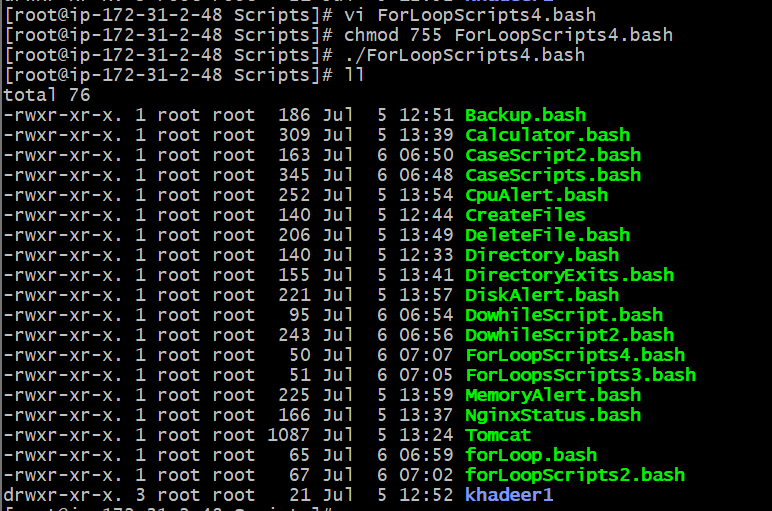 [root@ip-172-31-2-48 Scripts]# vi ForLoopScripts4.bash
[root@ip-172-31-2-48 Scripts]# chmod 755 ForLoopScripts4.bash
[root@ip-172-31-2-48 Scripts]# ./ForLoopScripts4.bash
[root@ip-172-31-2-48 Scripts]# ll
total 76
-rwxr-xr-x. 1 root root  186 Jul  5 12:51 Backup.bash
-rwxr-xr-x. 1 root root  309 Jul  5 13:39 Calculator.bash
-rwxr-xr-x. 1 root root  163 Jul  6 06:50 CaseScript2.bash
-rwxr-xr-x. 1 root root  345 Jul  6 06:48 CaseScripts.bash
-rwxr-xr-x. 1 root root  252 Jul  5 13:54 CpuAlert.bash
-rwxr-xr-x. 1 root root  140 Jul  5 12:44 CreateFiles
-rwxr-xr-x. 1 root root  206 Jul  5 13:49 DeleteFile.bash
-rwxr-xr-x. 1 root root  140 Jul  5 12:33 Directory.bash
-rwxr-xr-x. 1 root root  155 Jul  5 13:41 DirectoryExits.bash
-rwxr-xr-x. 1 root root  221 Jul  5 13:57 DiskAlert.bash
-rwxr-xr-x. 1 root root   95 Jul  6 06:54 DowhileScript.bash
-rwxr-xr-x. 1 root root  243 Jul  6 06:56 DowhileScript2.bash
-rwxr-xr-x. 1 root root   50 Jul  6 07:07 ForLoopScripts4.bash
-rwxr-xr-x. 1 root root   51 Jul  6 07:05 ForLoopsScripts3.bash
-rwxr-xr-x. 1 root root  225 Jul  5 13:59 MemoryAlert.bash
-rwxr-xr-x. 1 root root  166 Jul  5 13:37 NginxStatus.bash
-rwxr-xr-x. 1 root root 1087 Jul  5 13:24 Tomcat
-rwxr-xr-x. 1 root root   65 Jul  6 06:59 forLoop.bash
-rwxr-xr-x. 1 root root   67 Jul  6 07:02 forLoopScripts2.bash
drwxr-xr-x. 3 root root   21 Jul  5 12:52 khadeer1
[root@ip-172-31-2-48 Scripts]#